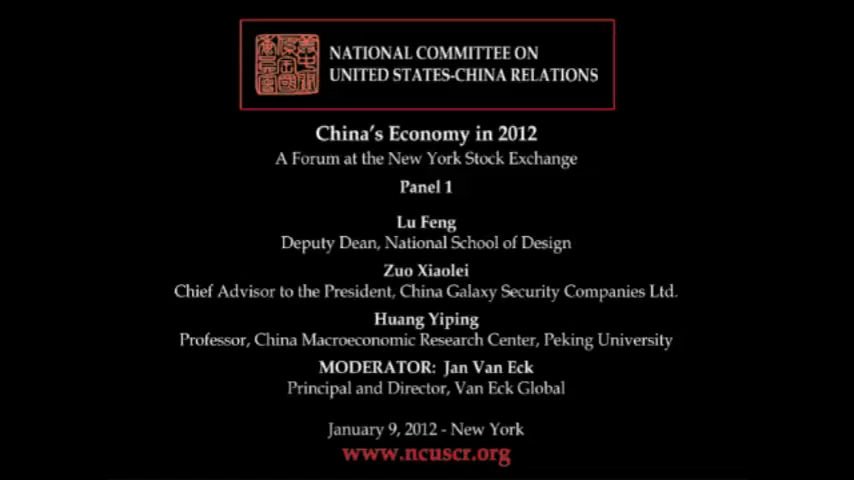 NATIONAL COMMITTEE ON
UNITED STATES-CHINA RELATIONS
China's Economy in 2012
A Forum at the New York Stock Exchange
Panel 1
Lu Feng
Deputy Dean, National School of Design
Zuo Xiaolei
Chief Advisor to the President, China Galaxy Security Companies Ltd.
Huang Yiping
Professor, China Macroeconomic Research Center, Peking University
MODERATOR: Jan Van Eck
Principal and Director, Van Eck Global
January 9, 2012 - New York
www.ncuscr.org